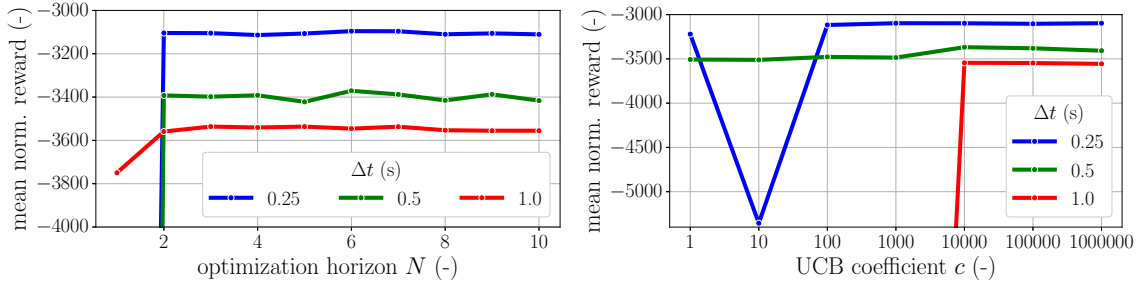 mean norm. reward (-)
−3000
−3200
−3400
−3600
−3800
−4000
2 4 6 8 10
optimization horizon N (-)
Δt (s)
0.25 0.5 1.0
mean norm. reward (-)
−3000
−3500
−4000
−4500
−5000
1 10 100 1000 10000 100000 1000000
UCB coefficient c (-)
Δt (s)
0.25
0.5
1.0